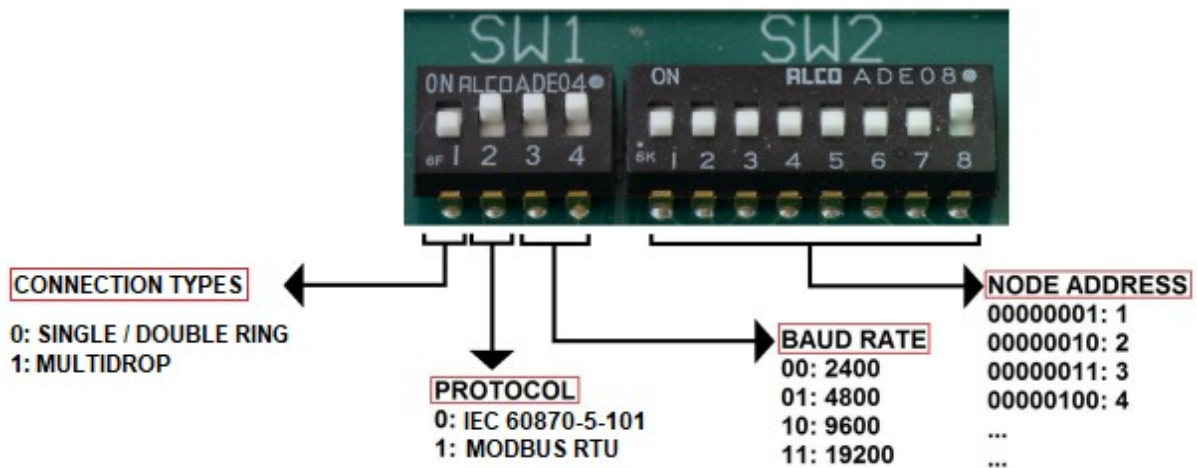 SW1 SW2
ON ALCO ADE04
ON ALCO ADE08
6F 1 2 3 4
6K 1 2 3 4 5 6 7 8
CONNECTION TYPES
0: SINGLE / DOUBLE RING
1: MULTIDROP
PROTOCOL
0: IEC 60870-5-101
1: MODBUS RTU
BAUD RATE
00: 2400
01: 4800
10: 9600
11: 19200
NODE ADDRESS
00000001: 1
00000010: 2
00000011: 3
00000100: 4
...
...